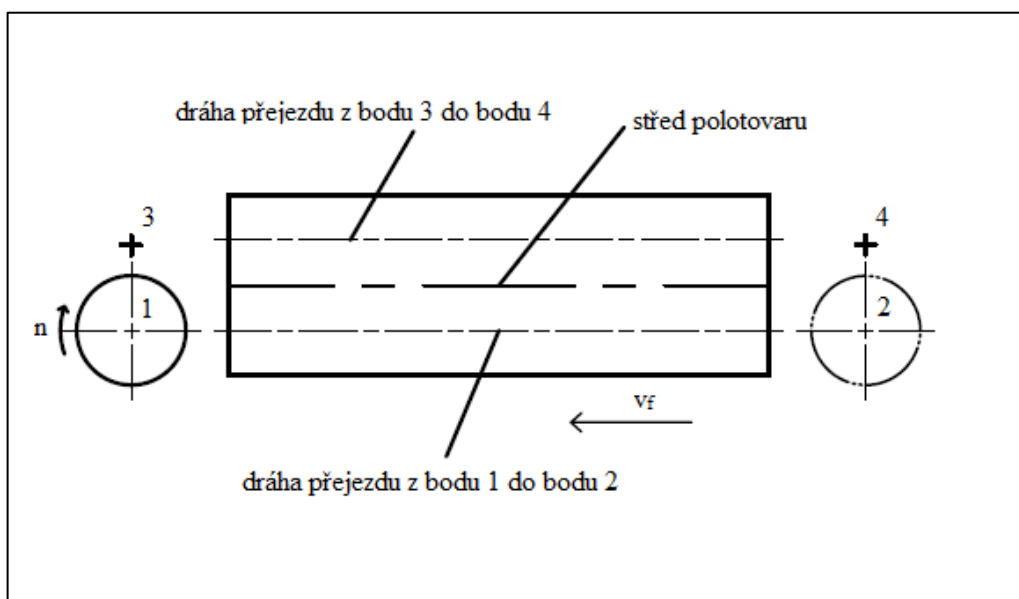 dráha přejezdu z bodu 3 do bodu 4
střed polotovaru
3
4
1
2
n
vf
dráha přejezdu z bodu 1 do bodu 2